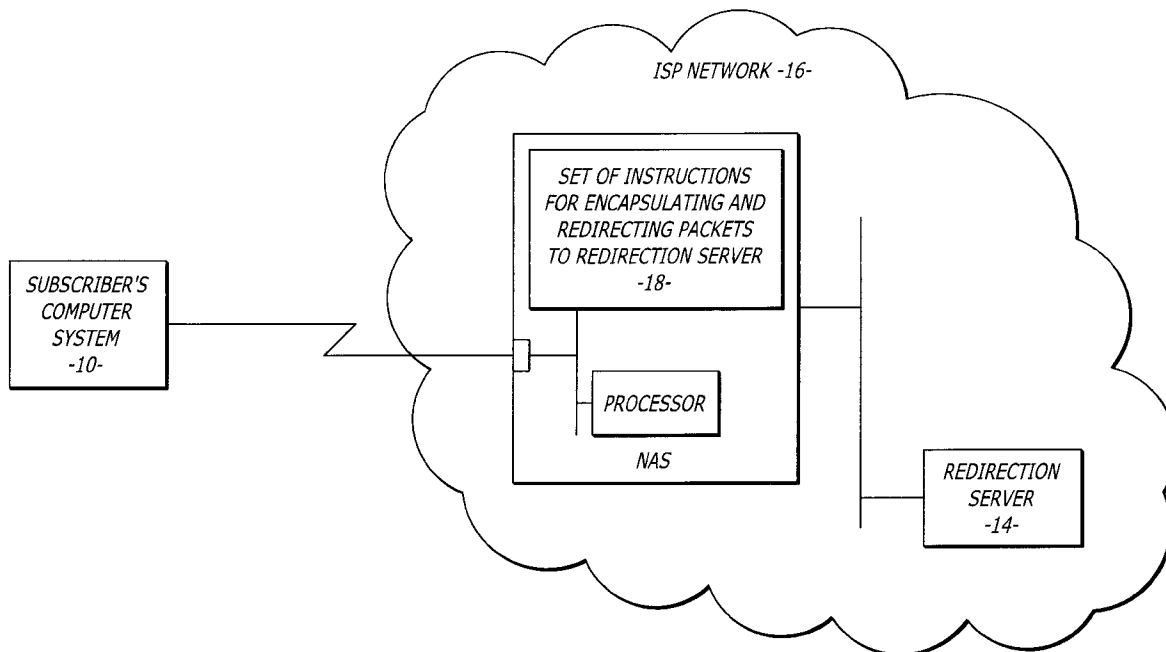 ISP NETWORK -16-
SET OF INSTRUCTIONS
FOR ENCAPSULATING AND
REDIRECTING PACKETS
TO REDIRECTION SERVER
-18-
SUBSCRIBER'S
COMPUTER
SYSTEM
-10-
PROCESSOR
NAS
REDIRECTION
SERVER
-14-